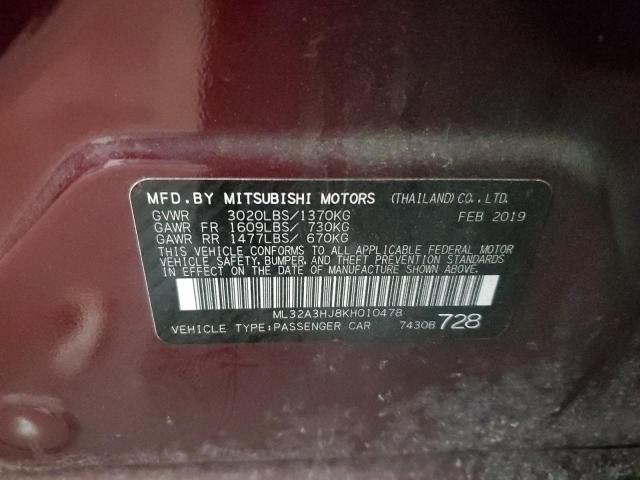 MFD.BY MITSUBISHI MOTORS (THAILAND) CO., LTD.
GVWR 3020LBS/1370KG FEB 2019
GAWR FR 1609LBS/ 730KG
GAWR RR 1477LBS/ 670KG
THIS VEHICLE CONFORMS TO ALL APPLICABLE FEDERAL MOTOR
VEHICLE SAFETY, BUMPER, AND THEFT PREVENTION STANDARDS
IN EFFECT ON THE DATE OF MANUFACTURE SHOWN ABOVE.
ML32A3HJ8KH010478
VEHICLE TYPE:PASSENGER CAR 7430B 728